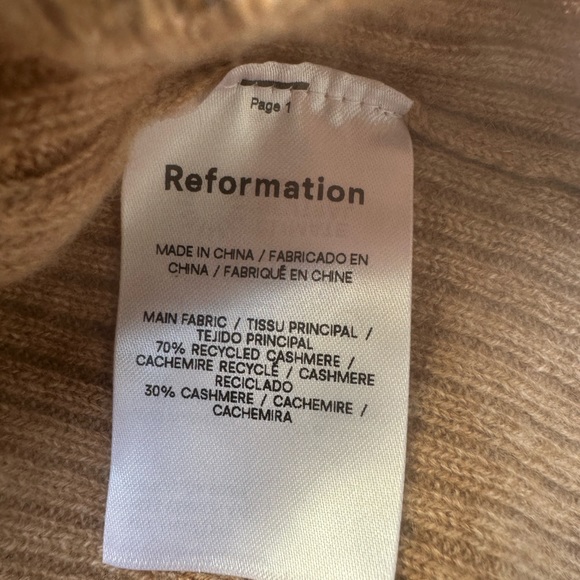 Page 1
Reformation
MADE IN CHINA / FABRICADO EN
CHINA / FABRIQUÉ EN CHINE
MAIN FABRIC / TISSU PRINCIPAL /
TEJIDO PRINCIPAL
70% RECYCLED CASHMERE /
CACHEMIRE RECYCLÉ / CASHMERE
RECICLADO
30% CASHMERE / CACHEMIRE /
CACHEMIRA